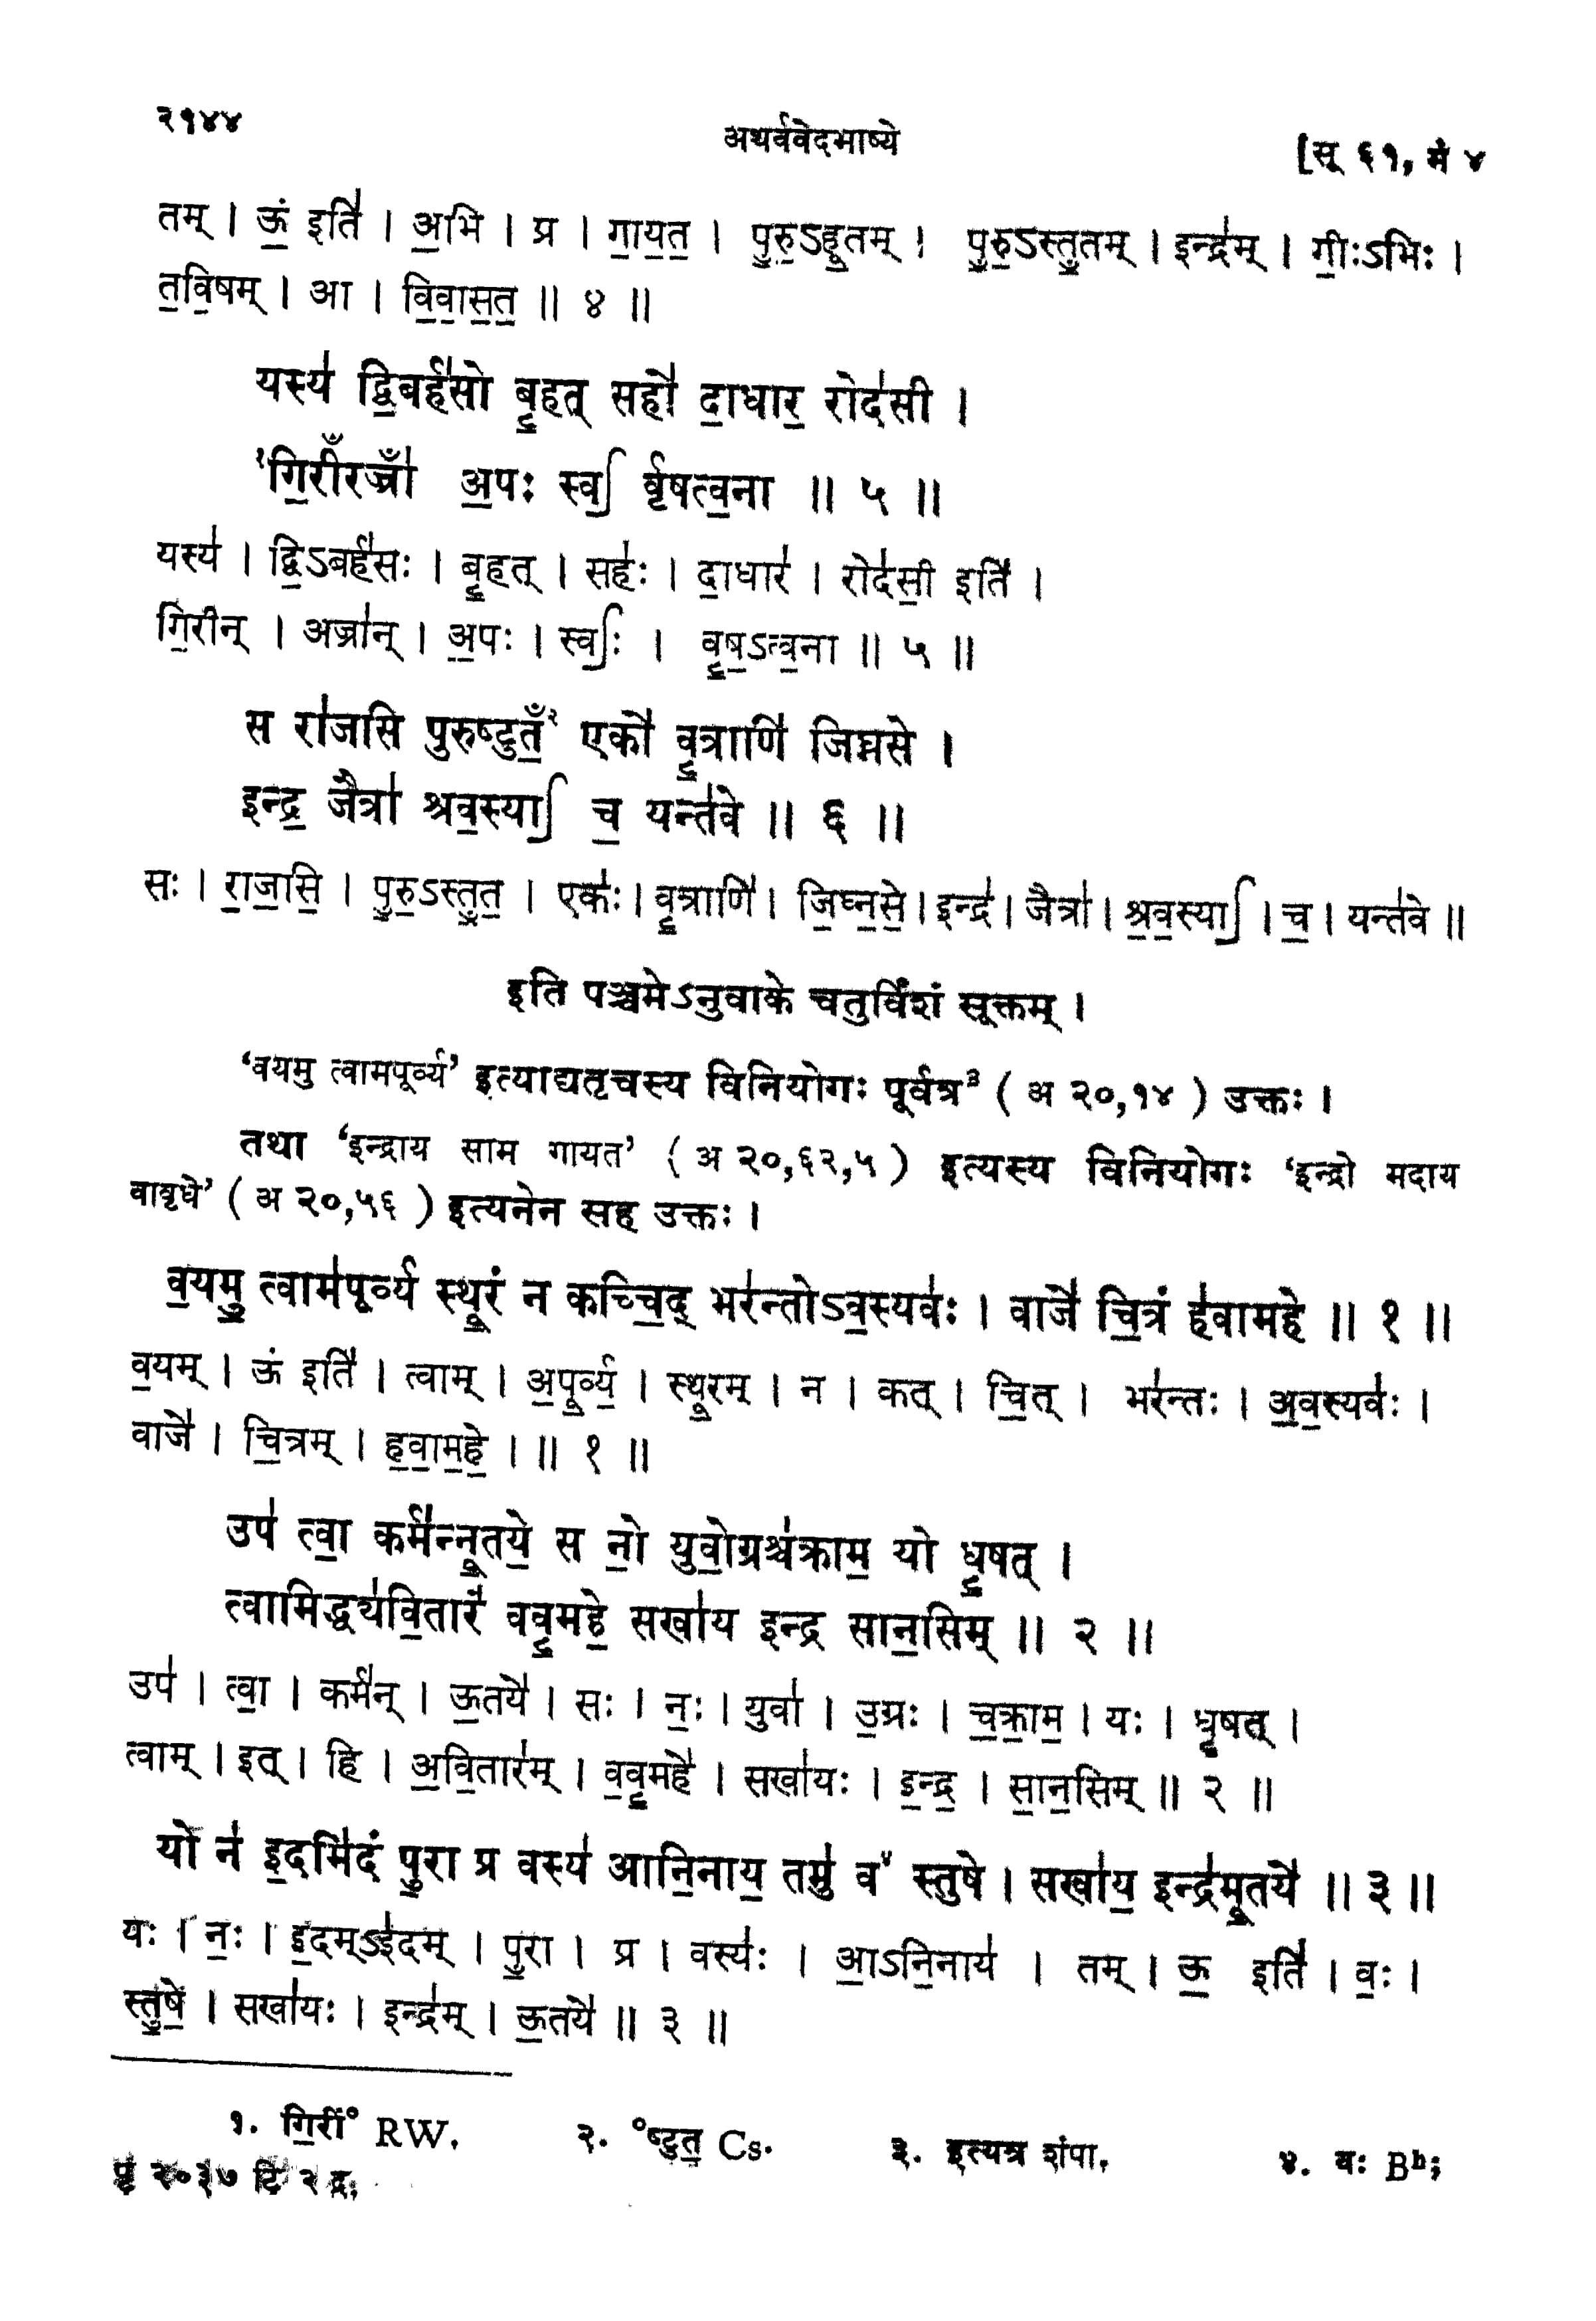 २१४४
अथर्ववेदभाष्ये
[सू ६१, मं ४
तम् । ऊं॒ इति॑ । अ॒भि । प्र । गा॒य॒त॒ । पु॒रु॒ऽहू॒तम् । पु॒रु॒ऽस्तु॒तम् । इन्द्र॑म् । गी॒ःऽभिः ।
त॒वि॒षम् । आ । वि॒वा॒स॒त॒ ॥ ४ ॥
यस्य॑ द्वि॒बर्ह॑सो बृ॒हत् सहो॑ दा॒धार॒ रोद॑सी ।
१गि॒रीँरज्राँ॑ अ॒पः स्व॒ऽ र्वृषत्व॒ना ॥ ५ ॥
यस्य॑ । द्वि॒ऽबर्ह॑सः । बृ॒हत् । सहः॑ । दा॒धार॑ । रोद॑सी॒ इति॑ ।
गि॒रीन् । अज्रा॑न् । अ॒पः । स्व॒ऽः । वृ॒ष॒ऽत्व॒ना ॥ ५ ॥
स रा॑जासि पुरुष्टुतँ॒२ एको॑ वृ॒त्राणि॑ जिघ्नसे ।
इन्द्र॒ जैत्रा॑ श्रव॒स्या॒ऽ च॒ यन्त॑वे ॥ ६ ॥
सः । रा॒जा॒सि॒ । पु॒रु॒ऽस्तु॒त॒ । एकः॑ । वृ॒त्राणि॑ । जि॒घ्न॒से॒ । इन्द्र॑ । जैत्रा॑ । श्र॒व॒स्या॒ऽ । च॒ । यन्त॑वे ॥
इति पञ्चमेऽनुवाके चतुर्विंशं सूक्तम् ।
‘वयमु त्वामपूर्व्य’ इत्याद्यतृचस्य विनियोगः पूर्वत्र३ ( अ २०,१४ ) उक्तः ।
तथा ‘इन्द्राय साम गायत’ ( अ २०,६२,५ ) इत्यस्य विनियोगः ‘इन्द्रो मदाय
वावृधे’ ( अ २०,५६ ) इत्यनेन सह उक्तः ।
व॒यमु॒ त्वाम॑पूर्व्य स्थू॒रं न कच्चि॒द् भर॑न्तोऽव॒स्यवः॑ । वाजे॑ चि॒त्रं ह॑वामहे ॥ १ ॥
व॒यम् । ऊं इति॑ । त्वाम् । अ॒पू॒र्व्य॒ । स्थू॒रम् । न । कत् । चि॒त् । भर॑न्तः । अ॒व॒स्यवः॑ ।
वाजे॑ । चि॒त्रम् । ह॒वा॒म॒हे॒ । ॥ १ ॥
उप॑ त्वा॒ कर्म॑न्नू॒तये॒ स नो॒ युवो॒ग्रश्च॑क्राम॒ यो धृ॒षत् ।
त्वामिद्ध्य॑वि॒तारं॑ ववृ॒महे॒ सखा॑य इन्द्र सान॒सिम् ॥ २ ॥
उप॑ । त्वा॒ । कर्म॑न् । ऊ॒तये॑ । सः । नः॒ । युवा॑ । उ॒ग्रः । च॒क्रा॒म॒ । यः । धृ॒षत् ।
त्वाम् । इत् । हि । अ॒वि॒तार॑म् । व॒वृ॒महे॑ । सखा॑यः । इ॒न्द्र॒ । सा॒न॒सिम् ॥ २ ॥
यो न॑ इ॒दमि॑दं पु॒रा प्र वस्य॑ आनि॒नाय॒ तमु॑ व४ स्तुषे । सखा॑य॒ इन्द्र॑मू॒तये॑ ॥ ३ ॥
यः । नः॒ । इ॒दम्ऽइ॑दम् । पु॒रा । प्र । वस्यः॑ । आ॒ऽनि॒नाय॑ । तम् । ऊ॒ इति॑ । वः॒ ।
स्तु॒षे॒ । सखा॑यः । इन्द्र॑म् । ऊ॒तये॑ ॥ ३ ॥
१. गि॒रीं° RW. २. °ष्टुत॒ Cs. ३. इत्यत्र शंपा. ४. वः Bʰ;
पृ २०३७ टि २ द्र.